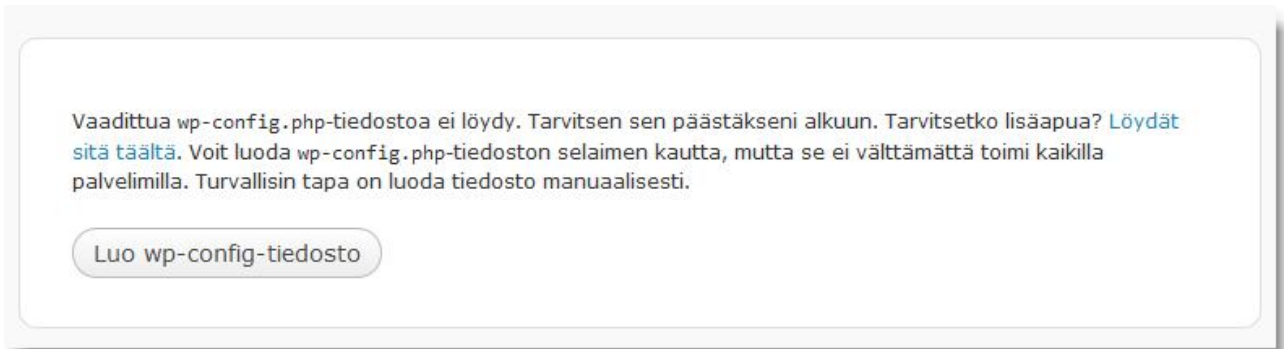 Vaadittua wp-config.php-tiedostoa ei löydy. Tarvitsen sen päästäkseni alkuun. Tarvitsetko lisäapua? Löydät
sitä täältä. Voit luoda wp-config.php-tiedoston selaimen kautta, mutta se ei välttämättä toimi kaikilla
palvelimilla. Turvallisin tapa on luoda tiedosto manuaalisesti.
Luo wp-config-tiedosto